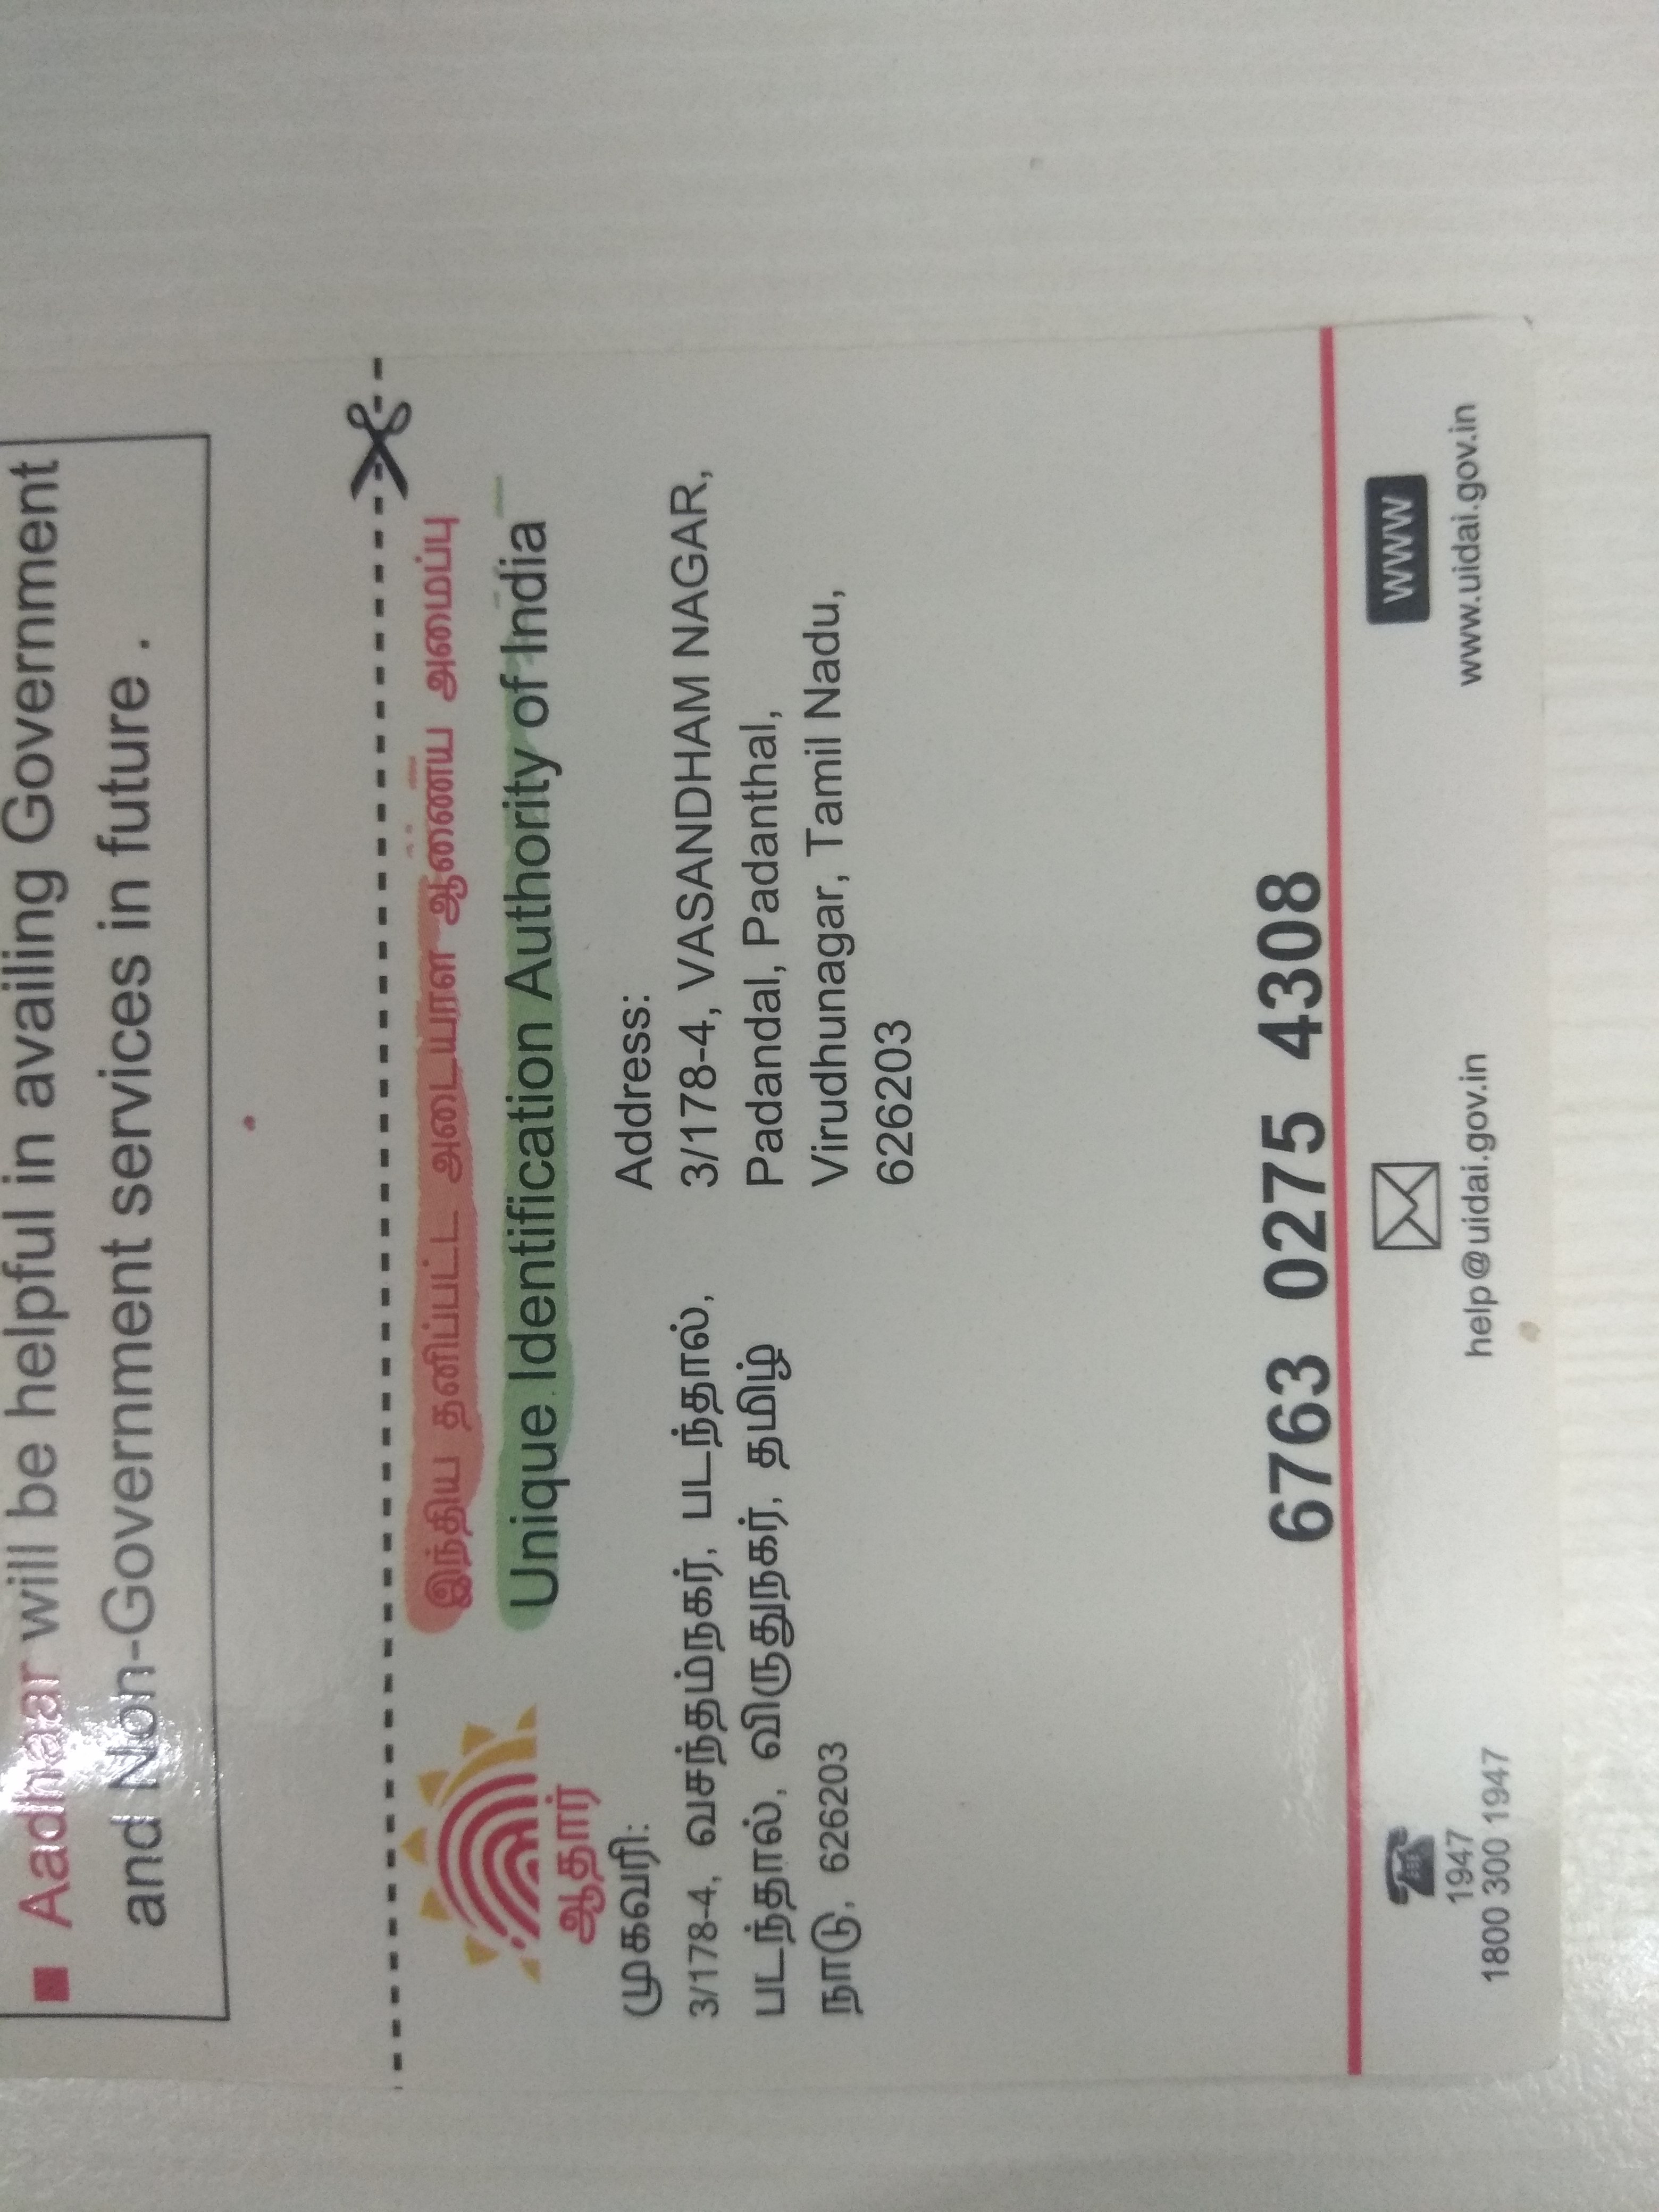 ■ Aadhaar will be helpful in availing Government
and Non-Government services in future .
இந்திய தனிப்பட்ட அடையாள ஆணைய அமைப்பு
Unique Identification Authority of India
ஆதார்
முகவரி:
3/178-4, வசந்தம்நகர், படந்தால்,
படந்தால், விருதுநகர், தமிழ்
நாடு, 626203
Address:
3/178-4, VASANDHAM NAGAR,
Padandal, Padanthal,
Virudhunagar, Tamil Nadu,
626203
6763 0275 4308
1947
1800 300 1947
help@uidai.gov.in
WWW
www.uidai.gov.in